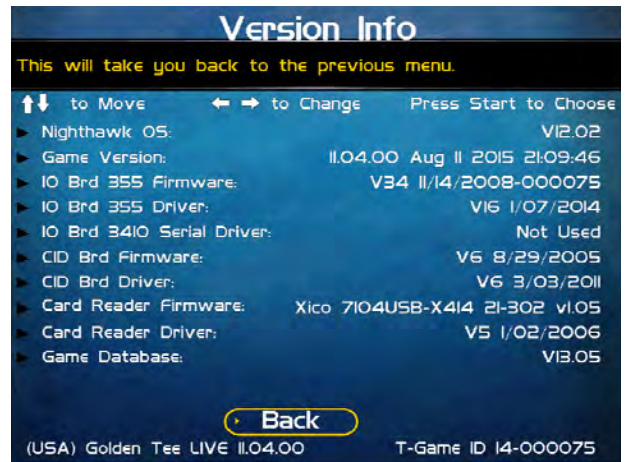 Version Info
This will take you back to the previous menu.
to Move to Change Press Start to Choose
Nighthawk OS: V12.02
Game Version: 11.04.00 Aug 11 2015 21:09:46
IO Brd 355 Firmware: V34 11/14/2008-000075
IO Brd 355 Driver: V16 1/07/2014
IO Brd 3410 Serial Driver: Not Used
CID Brd Firmware: V6 8/29/2005
CID Brd Driver: V6 3/03/2011
Card Reader Firmware: Xico 7104USB-X414 21-302 v1.05
Card Reader Driver: V5 1/02/2006
Game Database: V13.05
Back
(USA) Golden Tee LIVE 11.04.00 T-Game ID 14-000075